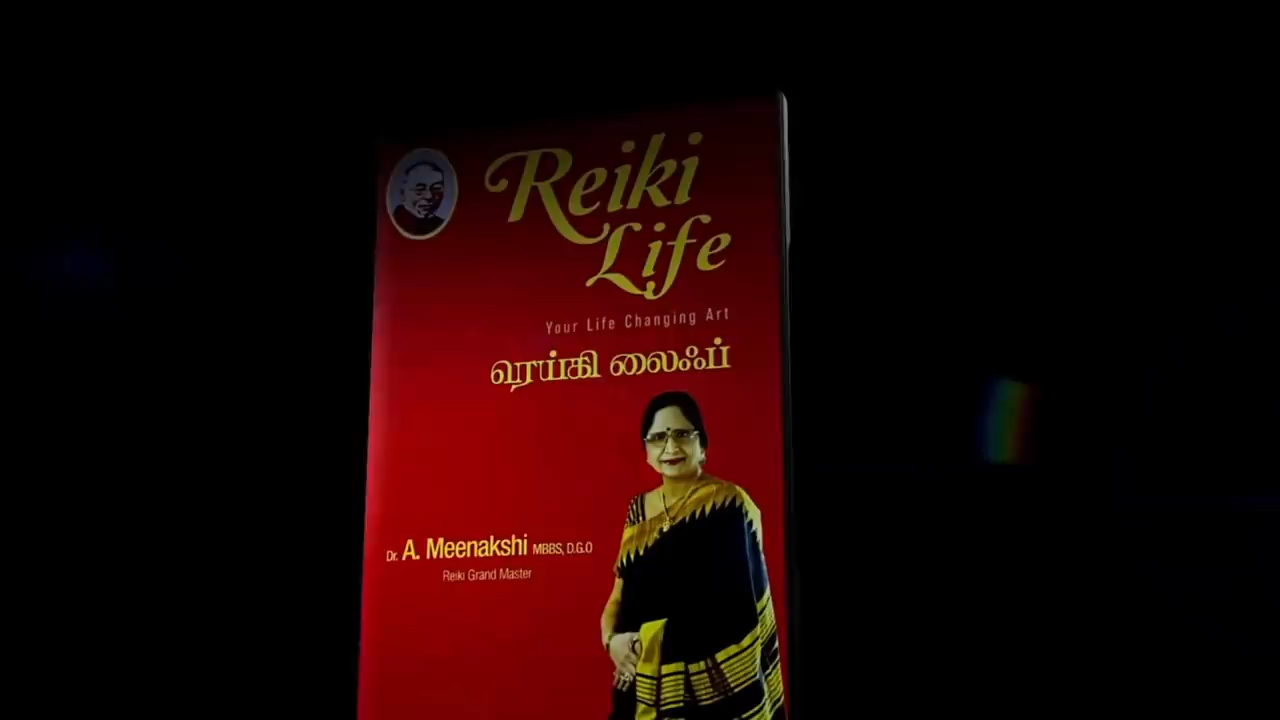 Reiki
Life
Your Life Changing Art
ரெய்கி லைஃப்
Dr. A. Meenakshi MBBS, D.G.O
Reiki Grand Master